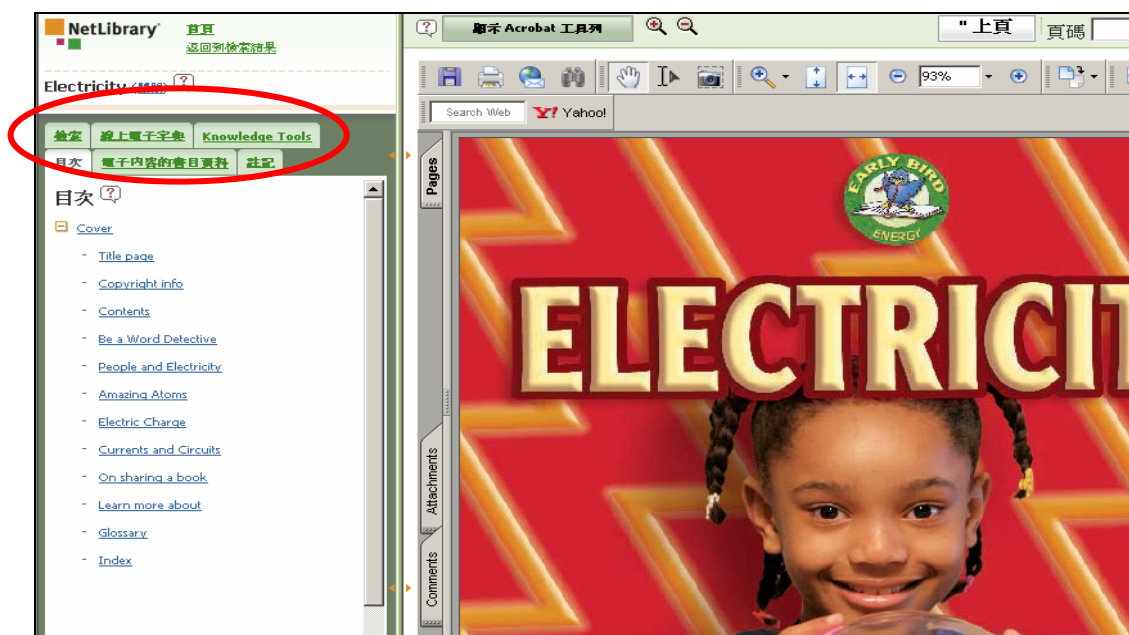 NetLibrary® 首頁
返回到檢索結果
Electricity
檢索 線上電子字典 Knowledge Tools
目次 電子內容的書目資料 註記
目次
Cover
- Title page
- Copyright info
- Contents
- Be a Word Detective
- People and Electricity
- Amazing Atoms
- Electric Charge
- Currents and Circuits
- On sharing a book
- Learn more about
- Glossary
- Index
顯示 Acrobat 工具列
" 上頁 頁碼
93%
Search Web Y! Yahoo!
Pages
Attachments
Comments
EARLY BIRD
ENERGY
ELECTRICIT